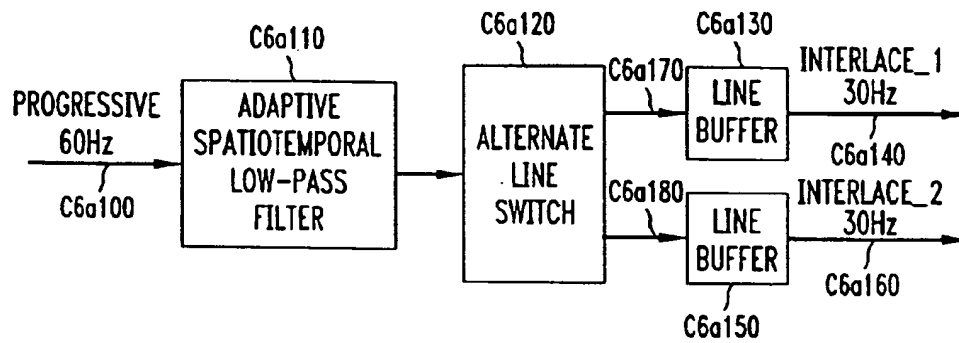 C6a110
C6a120
C6a130
C6a170
INTERLACE_1
30Hz
PROGRESSIVE
60Hz
C6a100
ADAPTIVE
SPATIOTEMPORAL
LOW-PASS
FILTER
ALTERNATE
LINE
SWITCH
LINE
BUFFER
C6a140
C6a180
INTERLACE_2
30Hz
LINE
BUFFER
C6a160
C6a150